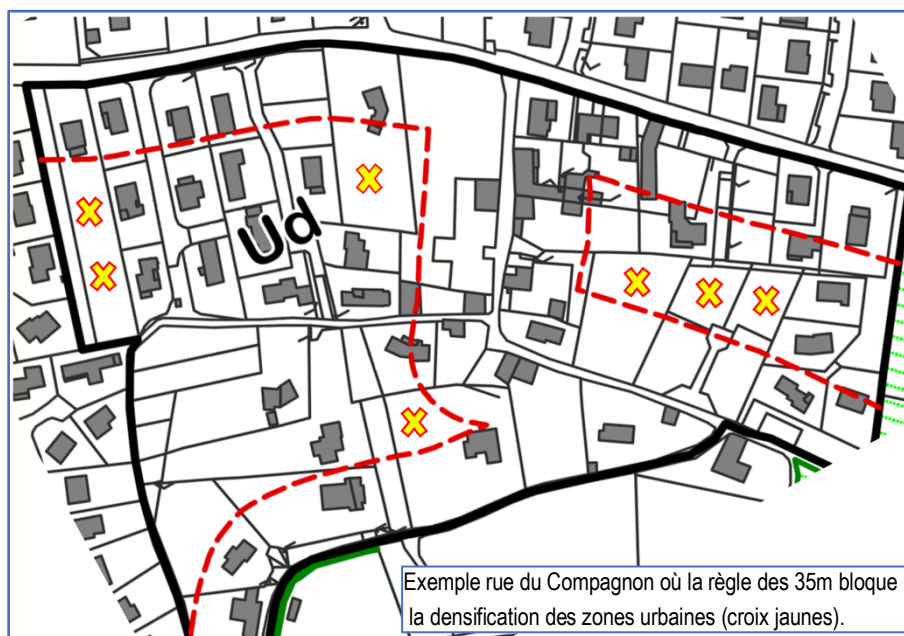 Ud
Exemple rue du Compagnon où la règle des 35m bloque
la densification des zones urbaines (croix jaunes).